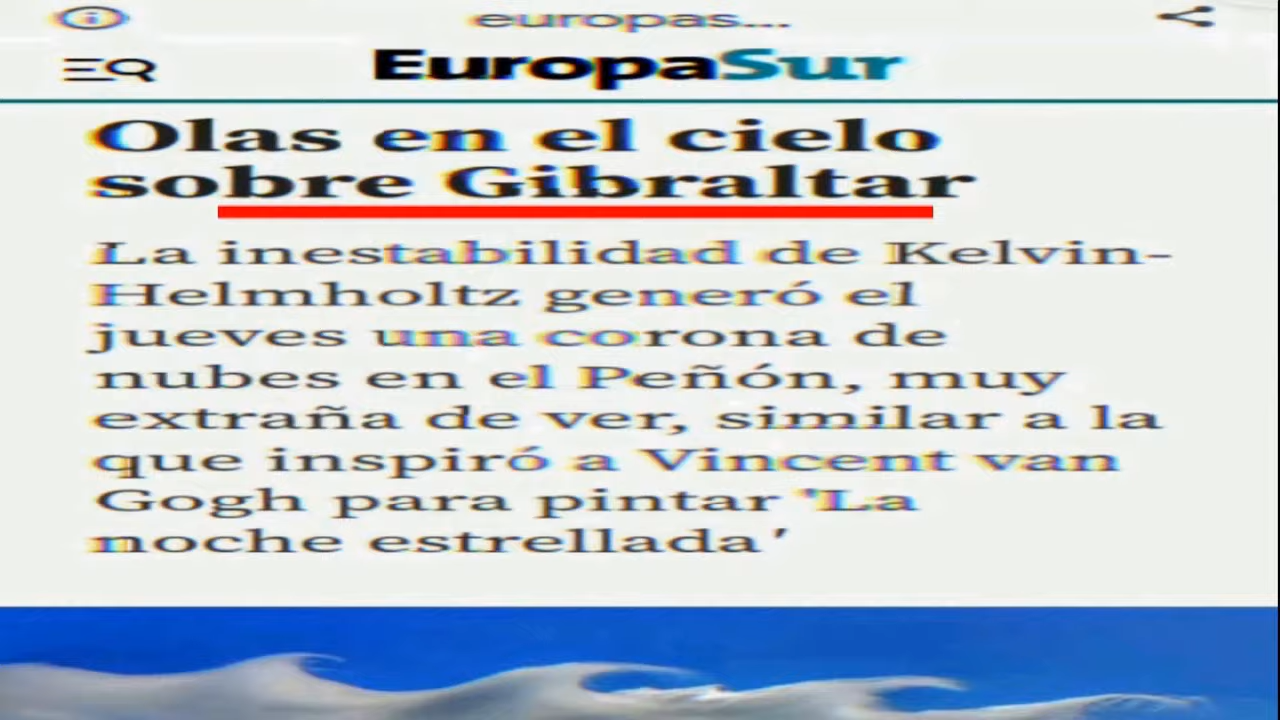 europas...
EuropaSur
Olas en el cielo
sobre Gibraltar
La inestabilidad de Kelvin-
Helmholtz generó el
jueves una corona de
nubes en el Peñón, muy
extraña de ver, similar a la
que inspiró a Vincent van
Gogh para pintar 'La
noche estrellada'